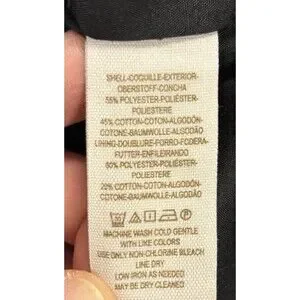 SHELL-COQUILLE-EXTERIOR-
OBERSTOFF-CONCHA
55% POLYESTER-POLIÉSTER-
POLIESTERE
45% COTTON-COTON-ALGODÓN-
COTONE-BAUMWOLLE-ALGODÃO
LINING-DOUBLURE-FORRO-FODERA-
FUTTER-ENFILEIRANDO
80% POLYESTER-POLIÉSTER-
POLIESTERE
20% COTTON-COTON-ALGODÓN-
COTONE-BAUMWOLLE-ALGODÃO
MACHINE WASH COLD GENTLE
WITH LIKE COLORS
USE ONLY NON-CHLORINE BLEACH
LINE DRY
LOW IRON AS NEEDED
MAY BE DRY CLEANED